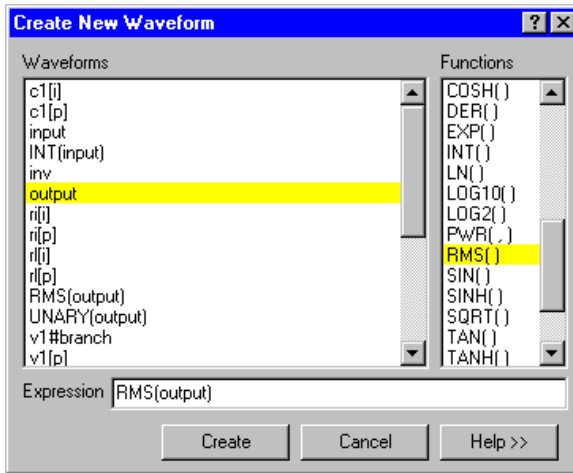 Create New Waveform
Waveforms
c1[i]
c1[p]
input
INT(input)
inv
output
ri[i]
ri[p]
rl[i]
rl[p]
RMS(output)
UNARY(output)
v1#branch
v1[p]
Functions
COSH( )
DER( )
EXP( )
INT( )
LN( )
LOG10( )
LOG2( )
PWR( , )
RMS( )
SIN( )
SINH( )
SQRT( )
TAN( )
TANH( )
Expression RMS(output)
Create Cancel Help >>